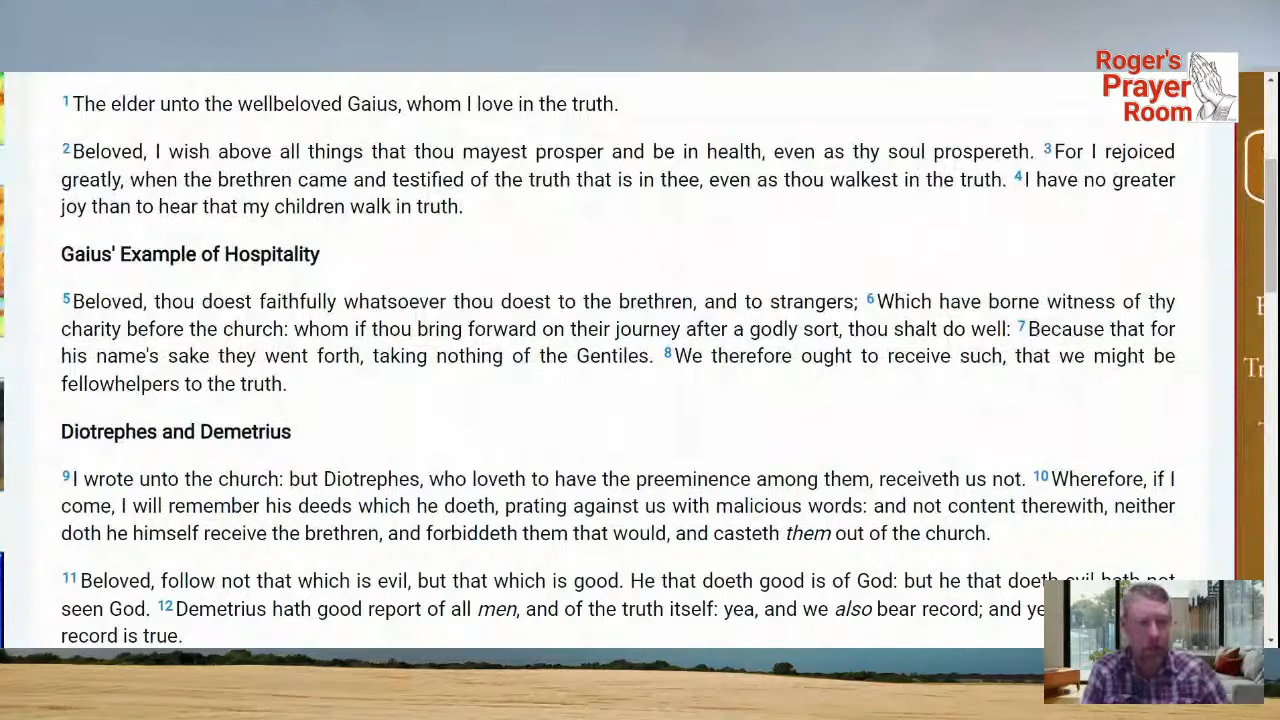 Roger's
Prayer
Room
1 The elder unto the wellbeloved Gaius, whom I love in the truth.
2 Beloved, I wish above all things that thou mayest prosper and be in health, even as thy soul prospereth. 3 For I rejoiced
greatly, when the brethren came and testified of the truth that is in thee, even as thou walkest in the truth. 4 I have no greater
joy than to hear that my children walk in truth.
Gaius' Example of Hospitality
5 Beloved, thou doest faithfully whatsoever thou doest to the brethren, and to strangers; 6 Which have borne witness of thy
charity before the church: whom if thou bring forward on their journey after a godly sort, thou shalt do well: 7 Because that for
his name's sake they went forth, taking nothing of the Gentiles. 8 We therefore ought to receive such, that we might be
fellowhelpers to the truth.
Diotrephes and Demetrius
9 I wrote unto the church: but Diotrephes, who loveth to have the preeminence among them, receiveth us not. 10 Wherefore, if I
come, I will remember his deeds which he doeth, prating against us with malicious words: and not content therewith, neither
doth he himself receive the brethren, and forbiddeth them that would, and casteth them out of the church.
11 Beloved, follow not that which is evil, but that which is good. He that doeth good is of God: but he that doeth evil hath not
seen God. 12 Demetrius hath good report of all men, and of the truth itself: yea, and we also bear record; and ye
record is true.